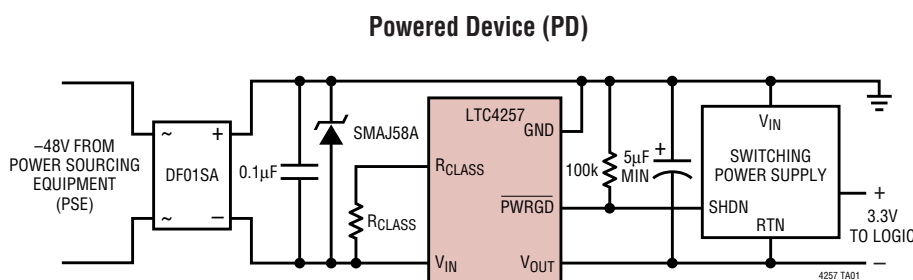 Powered Device (PD)
–48V FROM
POWER SOURCING
EQUIPMENT
(PSE)
~
+
DF01SA
~
–
0.1µF
SMAJ58A
RCLASS
LTC4257
GND
RCLASS
PWRGD
VIN
VOUT
100k
5µF
MIN
+
VIN
SWITCHING
POWER SUPPLY
SHDN
RTN
+
3.3V
TO LOGIC
–
4257 TA01